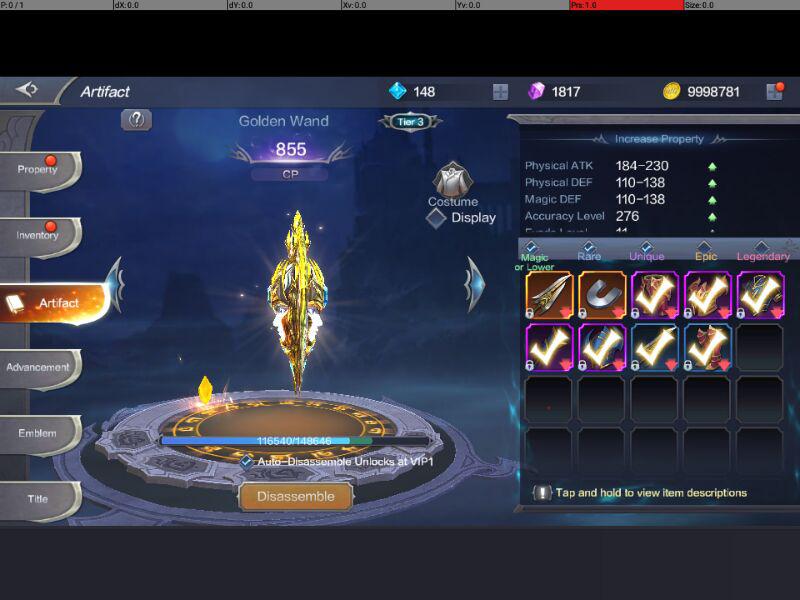 P: 0 / 1
dX: 0.0
dY: 0.0
Xv: 0.0
Yv: 0.0
Prs: 1.0
Size: 0.0
Artifact
148
1817
9998781
Golden Wand
Tier 3
855
CP
Increase Property
Physical ATK 184-230
Physical DEF 110-138
Magic DEF 110-138
Accuracy Level 276
Costume
Display
Property
Inventory
Artifact
Advancement
Emblem
Title
Magic or Lower
Rare
Unique
Epic
Legendary
116540/148646
Auto-Disassemble Unlocks at VIP1
Disassemble
Tap and hold to view item descriptions